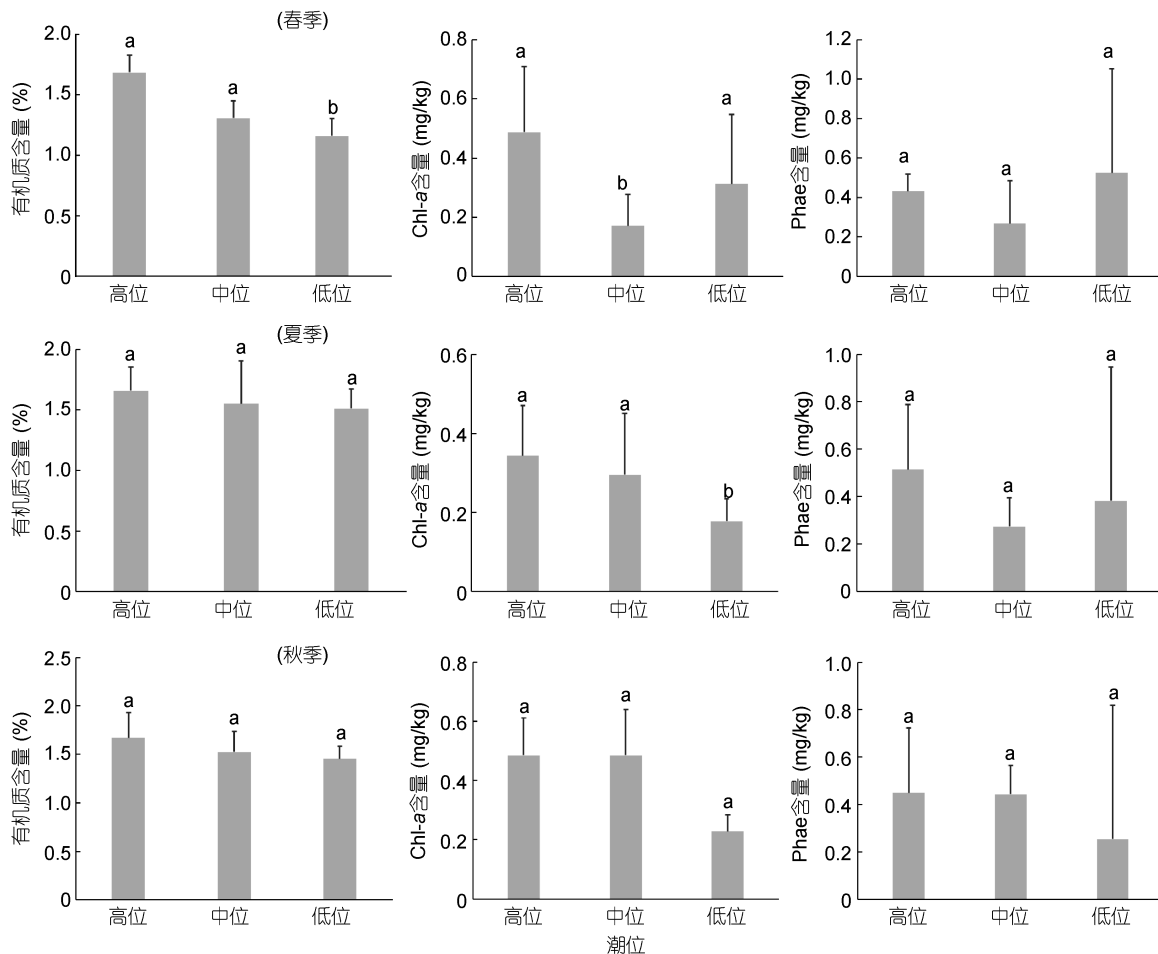 (春季)
有机质含量 (%)
2.0
1.5
1.0
0.5
0
a
a
b
高位
中位
低位
Chl-a含量 (mg/kg)
0.8
0.6
0.4
0.2
0
a
b
a
高位
中位
低位
Phae含量 (mg/kg)
1.2
1.0
0.8
0.6
0.4
0.2
0
a
a
a
高位
中位
低位
(夏季)
有机质含量 (%)
2.0
1.5
1.0
0.5
0
a
a
a
高位
中位
低位
Chl-a含量 (mg/kg)
0.6
0.4
0.2
0
a
a
b
高位
中位
低位
Phae含量 (mg/kg)
1.0
0.8
0.6
0.4
0.2
0
a
a
a
高位
中位
低位
(秋季)
有机质含量 (%)
2.5
2.0
1.5
1.0
0.5
0
a
a
a
高位
中位
低位
Chl-a含量 (mg/kg)
0.8
0.6
0.4
0.2
0
a
a
a
高位
中位
低位
Phae含量 (mg/kg)
1.0
0.8
0.6
0.4
0.2
0
a
a
a
高位
中位
低位
潮位